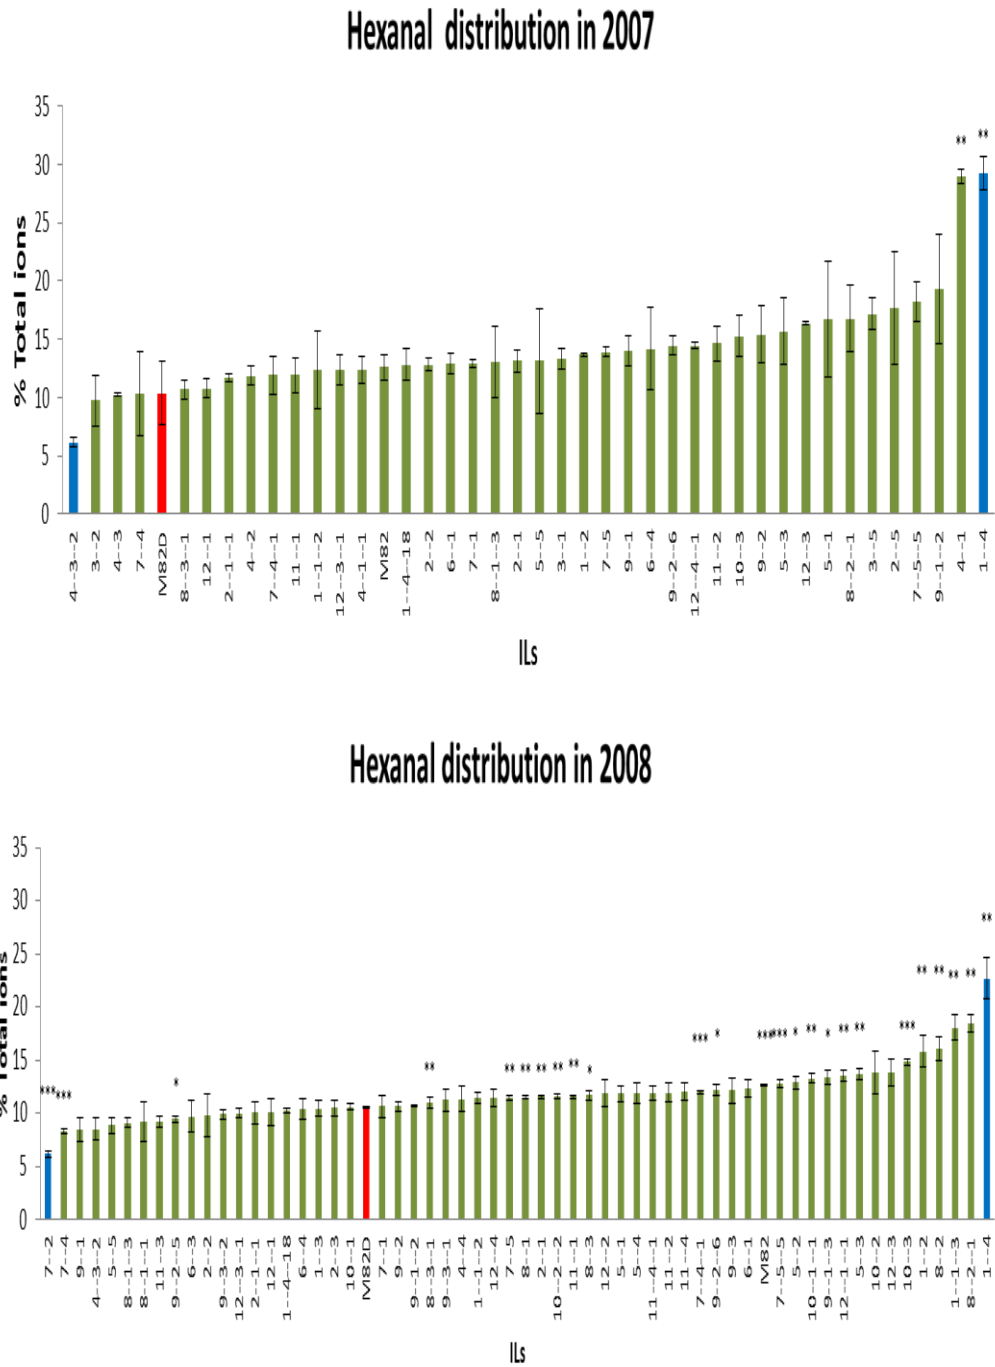 Hexanal distribution in 2007
35
30
25
20
15
10
5
0
% Total ions
** **
4--3--2 3--2 4--3 7--4 M82D 8--3--1 12--1 2--1--1 4--2 7--4--1 11--1 1--1--2 12--3--1 4--1--1 M82 1--4--18 2--2 6--1 7--1 8--1--3 2--1 5--5 3--1 1--2 7--5 9--1 6--4 9--2--6 12--4--1 11--2 10--3 9--2 5--3 12--3 5--1 8--2--1 3--5 2--5 7--5--5 9--1--2 4--1 1--4
ILs
Hexanal distribution in 2008
35
30
25
20
15
10
5
0
% Total ions
*** *** * ** ** ** ** ** ** * *** * *** *** * ** * ** ** *** ** ** ** ** **
7--2 7--4 9--1 4--3--2 5--5 8--1--3 8--1--1 11--3 9--2--5 6--3 2--2 9--3--2 12--3--1 2--1--1 12--1 1--4--18 6--4 1--3 2--3 10--1 M82D 7--1 9--2 9--1--2 8--3--1 9--3--1 4--4 1--1--2 12--4 7--5 8--1 2--1 10--2--2 11--1 8--3 12--2 5--1 5--4 11--4--1 11--2 11--4 7--4--1 9--2--6 9--3 6--1 M82 7--5--5 5--2 10--1--1 9--1--3 12--1--1 5--3 10--2 12--3 10--3 1--2 8--2 1--1--3 8--2--1 1--4
ILs